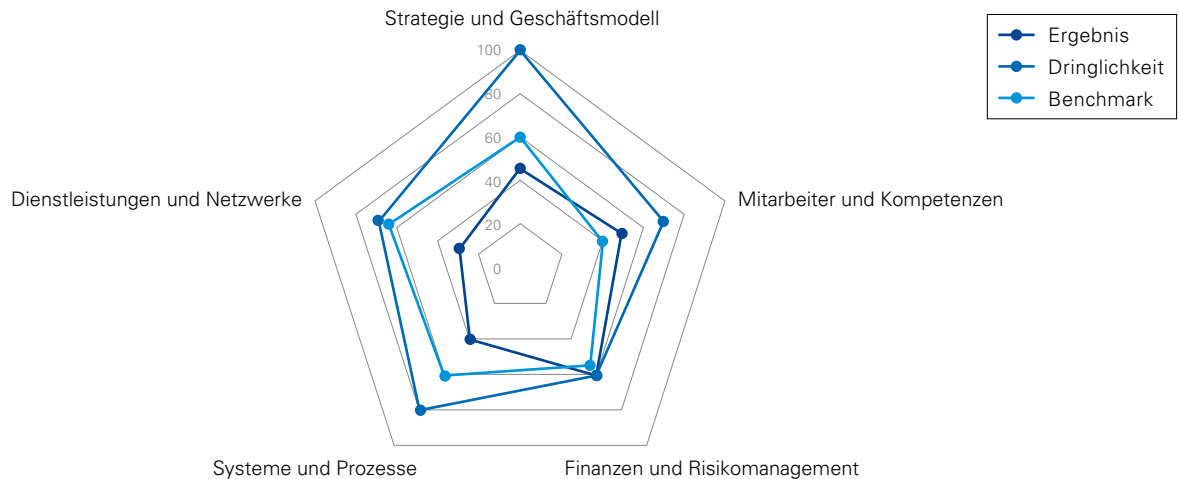 Strategie und Geschäftsmodell
100
80
60
40
20
0
Ergebnis
Dringlichkeit
Benchmark
Dienstleistungen und Netzwerke
Mitarbeiter und Kompetenzen
Systeme und Prozesse
Finanzen und Risikomanagement